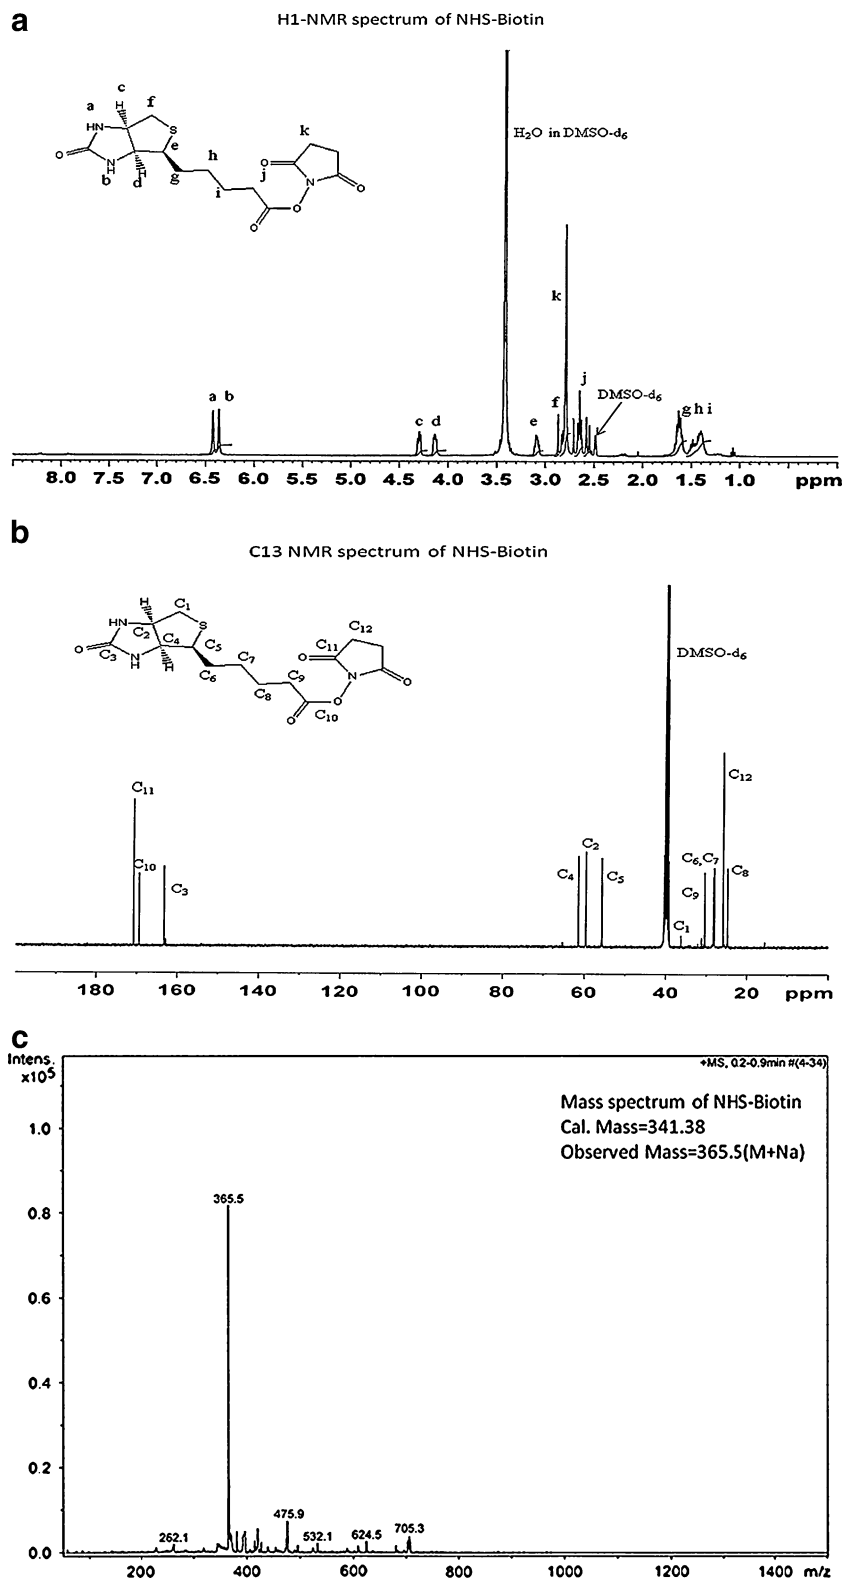 a
H1-NMR spectrum of NHS-Biotin
c
H
f
a
HN
S
k
e
O
h
O
j
N
O
HN
b
d
H
g
i
O
O
H₂O in DMSO-d₆
k
j
DMSO-d₆
a b
c d
e
f
g h i
8.0 7.0 6.5 6.0 5.5 5.0 4.5 4.0 3.5 3.0 2.5 2.0 1.5 1.0 ppm
b
C13 NMR spectrum of NHS-Biotin
H
C₁
HN
S
C₂
C₄
C₅
O
C₃
HN
H
C₆
C₇
C₈
C₉
C₁₀
C₁₁
C₁₂
O
N
O
O
O
DMSO-d₆
C₁₁
C₁₀
C₃
C₄
C₂
C₅
C₁₂
C₆,C₇
C₉
C₈
C₁
180 160 140 120 100 80 60 40 20 ppm
c
Intens.
x10⁵
+MS, 0.2-0.9min #(4-34)
Mass spectrum of NHS-Biotin
Cal. Mass=341.38
Observed Mass=365.5(M+Na)
1.0
365.5
0.8
0.6
0.4
0.2
262.1
475.9
532.1
624.5
705.3
0.0
200 400 600 800 1000 1200 1400 m/z